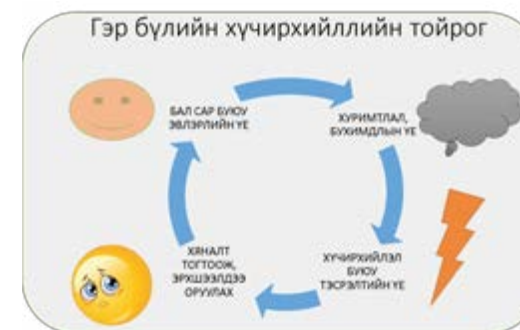 Гэр бүлийн хүчирхийллийн тойрог
БАЛ САР БУЮУ
ЭВЛЭРЛИЙН ҮЕ
ХУРИМТЛАЛ,
БУХИМДЛЫН ҮЕ
ХҮЧИРХИЙЛЭЛ
БУЮУ
ТЭСРЭЛТИЙН ҮЕ
ХЯНАЛТ
ТОГТООЖ,
ЭРХШЭЭЛДЭЭ
ОРУУЛАХ